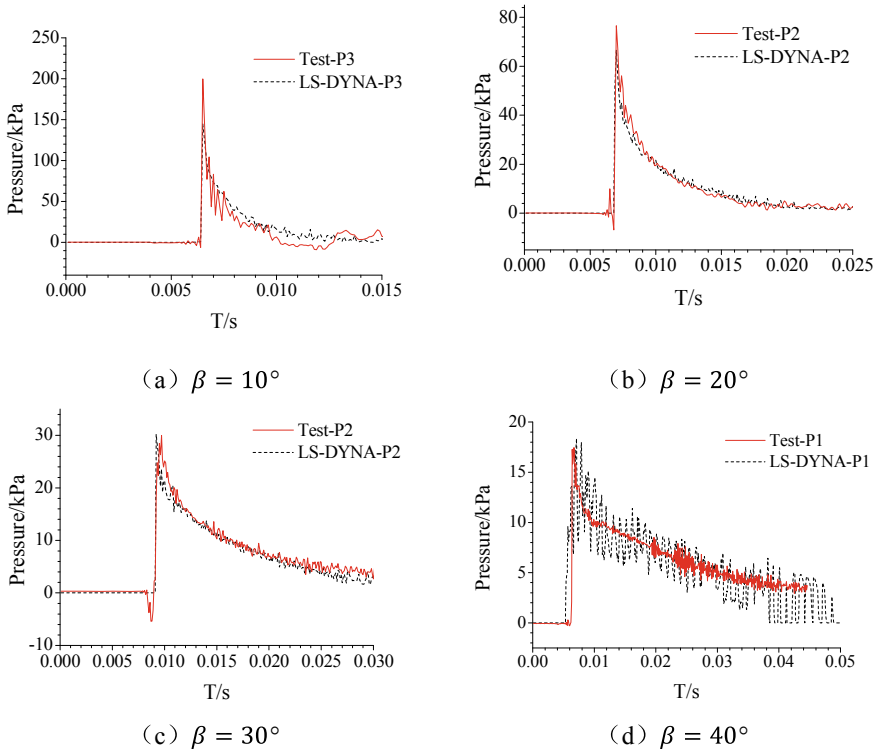 250
200
150
100
50
0
Pressure/kPa
Test-P3
LS-DYNA-P3
0.000 0.005 0.010 0.015
T/s
(a) β = 10°
80
60
40
20
0
Pressure/kPa
Test-P2
LS-DYNA-P2
0.000 0.005 0.010 0.015 0.020 0.025
T/s
(b) β = 20°
30
20
10
0
-10
Pressure/kPa
Test-P2
LS-DYNA-P2
0.000 0.005 0.010 0.015 0.020 0.025 0.030
T/s
(c) β = 30°
20
15
10
5
0
Pressure/kPa
Test-P1
LS-DYNA-P1
0.00 0.01 0.02 0.03 0.04 0.05
T/s
(d) β = 40°